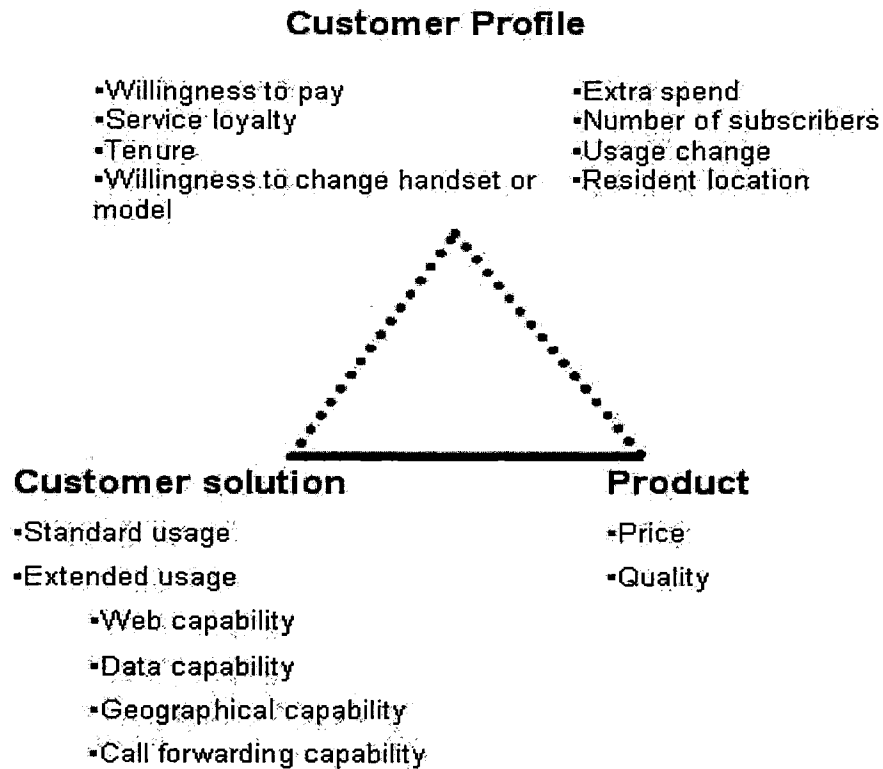 Customer Profile
▪Willingness to pay
▪Service loyalty
▪Tenure
▪Willingness to change handset or
model
▪Extra spend
▪Number of subscribers
▪Usage change
▪Resident location
Customer solution
▪Standard usage
▪Extended usage
▪Web capability
▪Data capability
▪Geographical capability
▪Call forwarding capability
Product
▪Price
▪Quality